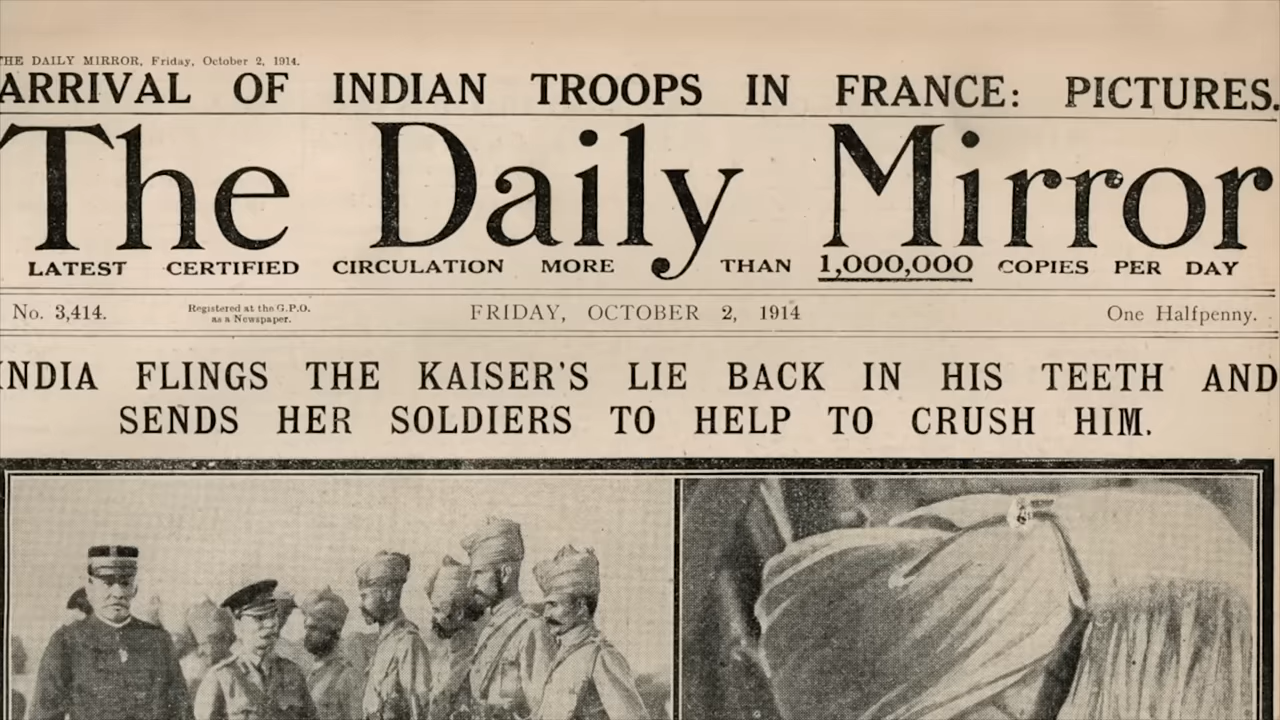 THE DAILY MIRROR, Friday, October 2, 1914.
ARRIVAL OF INDIAN TROOPS IN FRANCE: PICTURES.
The Daily Mirror
LATEST CERTIFIED CIRCULATION MORE THAN 1,000,000 COPIES PER DAY
No. 3,414. Registered at the G.P.O. as a Newspaper. FRIDAY, OCTOBER 2, 1914 One Halfpenny.
INDIA FLINGS THE KAISER'S LIE BACK IN HIS TEETH AND
SENDS HER SOLDIERS TO HELP TO CRUSH HIM.